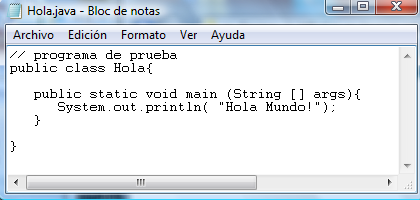 Hola.java - Bloc de notas
Archivo Edición Formato Ver Ayuda
// programa de prueba
public class Hola{
public static void main (String [] args){
System.out.println( "Hola Mundo!");
}
}